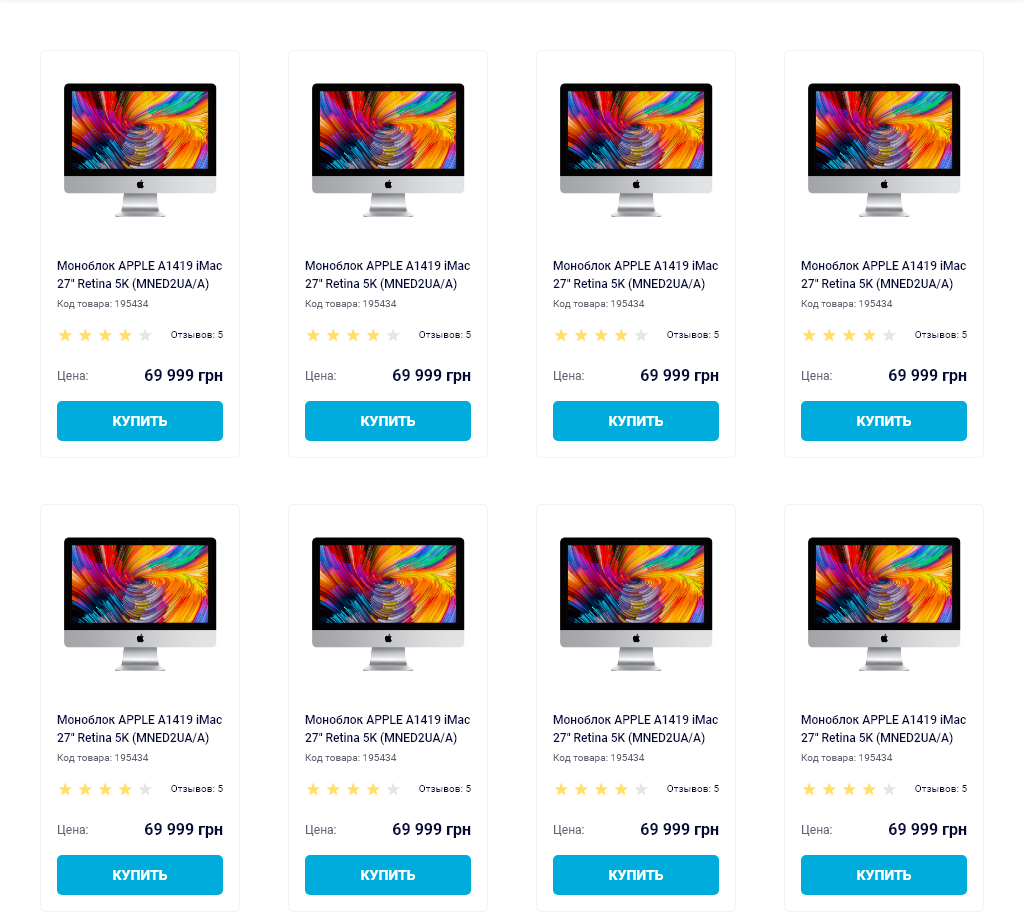 Моноблок APPLE A1419 iMac
27" Retina 5K (MNED2UA/A)
Код товара: 195434
Отзывов: 5
Цена: 69 999 грн
КУПИТЬ
Моноблок APPLE A1419 iMac
27" Retina 5K (MNED2UA/A)
Код товара: 195434
Отзывов: 5
Цена: 69 999 грн
КУПИТЬ
Моноблок APPLE A1419 iMac
27" Retina 5K (MNED2UA/A)
Код товара: 195434
Отзывов: 5
Цена: 69 999 грн
КУПИТЬ
Моноблок APPLE A1419 iMac
27" Retina 5K (MNED2UA/A)
Код товара: 195434
Отзывов: 5
Цена: 69 999 грн
КУПИТЬ
Моноблок APPLE A1419 iMac
27" Retina 5K (MNED2UA/A)
Код товара: 195434
Отзывов: 5
Цена: 69 999 грн
КУПИТЬ
Моноблок APPLE A1419 iMac
27" Retina 5K (MNED2UA/A)
Код товара: 195434
Отзывов: 5
Цена: 69 999 грн
КУПИТЬ
Моноблок APPLE A1419 iMac
27" Retina 5K (MNED2UA/A)
Код товара: 195434
Отзывов: 5
Цена: 69 999 грн
КУПИТЬ
Моноблок APPLE A1419 iMac
27" Retina 5K (MNED2UA/A)
Код товара: 195434
Отзывов: 5
Цена: 69 999 грн
КУПИТЬ